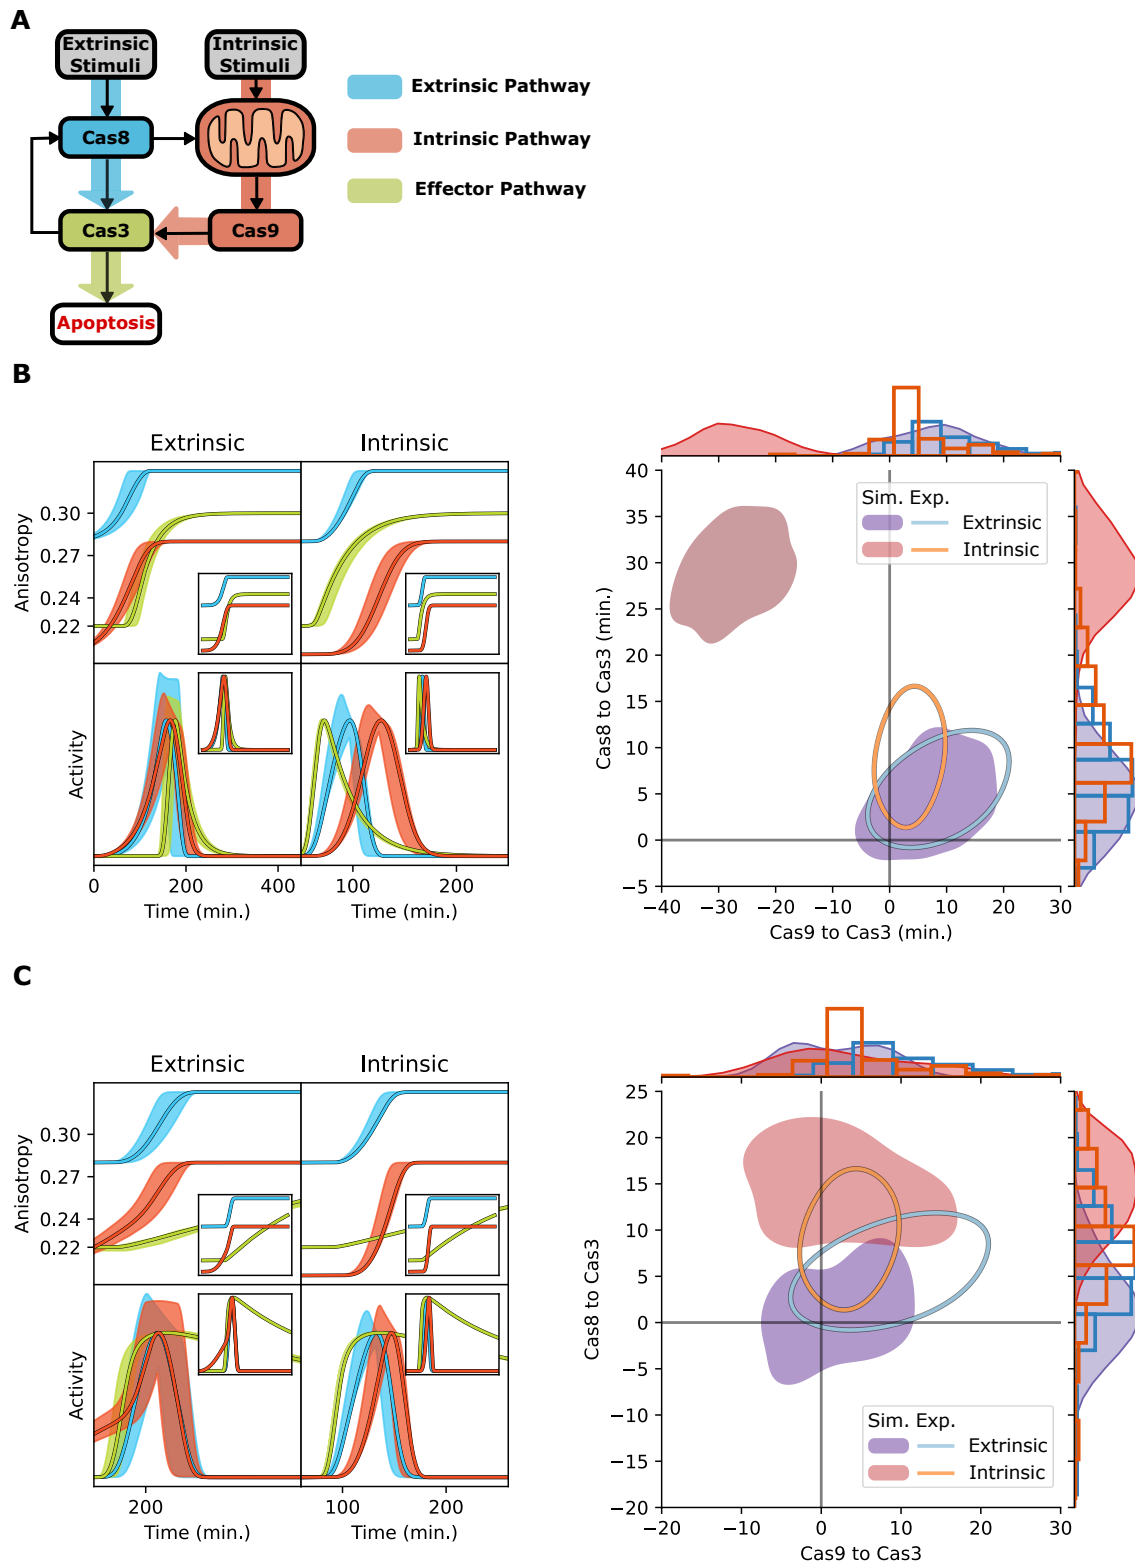 A
Extrinsic
Stimuli
Intrinsic
Stimuli
Extrinsic Pathway
Cas8
Intrinsic Pathway
Effector Pathway
Cas3
Cas9
Apoptosis
B
Extrinsic
Intrinsic
Anisotropy
0.30
0.27
0.24
0.22
Activity
0
200
400
100
200
Time (min.)
Time (min.)
Sim. Exp.
Extrinsic
Intrinsic
Cas8 to Cas3 (min.)
40
35
30
25
20
15
10
5
0
−5
−40
−30
−20
−10
0
10
20
30
Cas9 to Cas3 (min.)
C
Extrinsic
Intrinsic
Anisotropy
0.30
0.27
0.24
0.22
Activity
200
100
200
Time (min.)
Time (min.)
Cas8 to Cas3
25
20
15
10
5
0
−5
−10
−15
−20
Sim. Exp.
Extrinsic
Intrinsic
−20
−10
0
10
20
30
Cas9 to Cas3